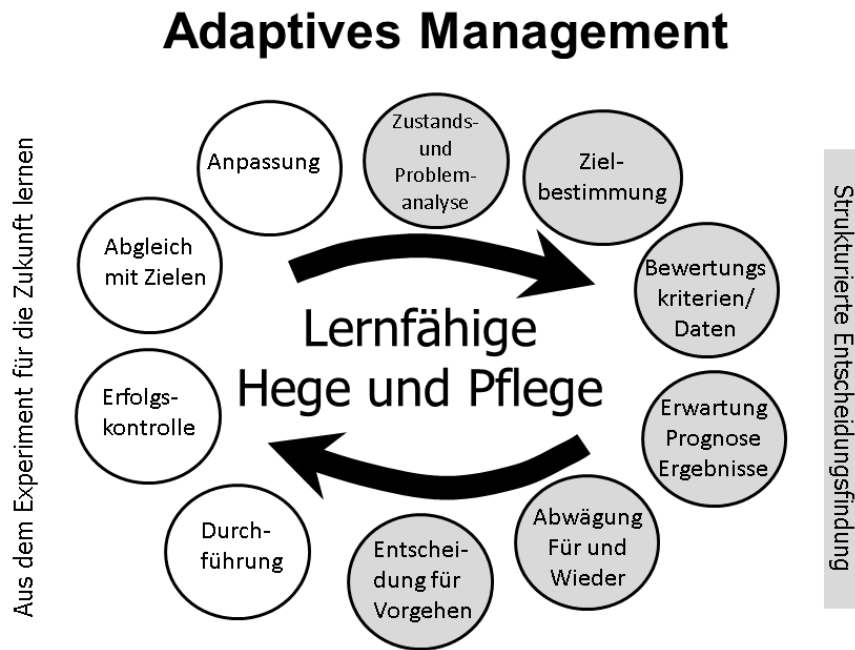 Adaptives Management
Aus dem Experiment für die Zukunft lernen
Zustands-
und
Problem-
analyse
Ziel-
bestimmung
Bewertungs
kriterien/
Daten
Erwartung
Prognose
Ergebnisse
Abwägung
Für und
Wieder
Entschei-
dung für
Vorgehen
Durch-
führung
Erfolgs-
kontrolle
Abgleich
mit Zielen
Anpassung
Lernfähige
Hege und Pflege
Strukturierte Entscheidungsfindung